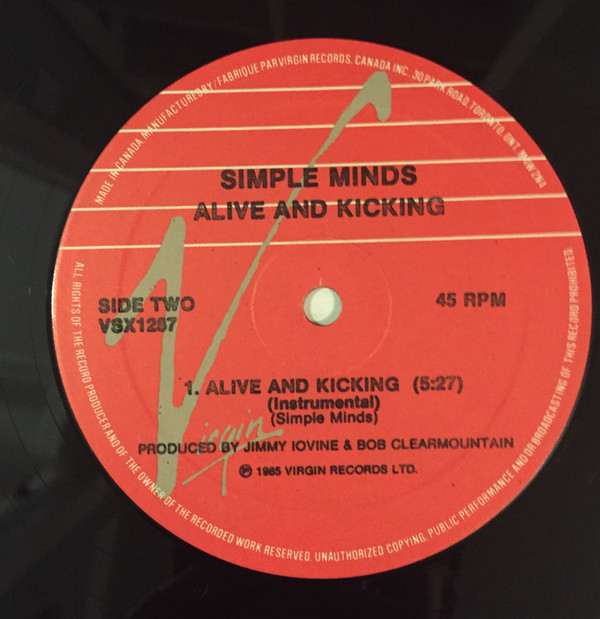 MADE IN CANADA. MANUFACTURED BY / FABRIQUE PAR VIRGIN RECORDS. CANADA INC., 30 PARK ROAD, TORONTO, ONT. M4W 2N4
SIMPLE MINDS
ALIVE AND KICKING
SIDE TWO
45 RPM
VSX1287
1. ALIVE AND KICKING (5:27)
(Instrumental)
(Simple Minds)
Virgin
PRODUCED BY JIMMY IOVINE & BOB CLEARMOUNTAIN
℗ 1985 VIRGIN RECORDS LTD.
ALL RIGHTS OF THE RECORD PRODUCER AND OF THE OWNER OF THE RECORDED WORK RESERVED. UNAUTHORIZED COPYING, PUBLIC PERFORMANCE AND/OR BROADCASTING OF THIS RECORD PROHIBITED.